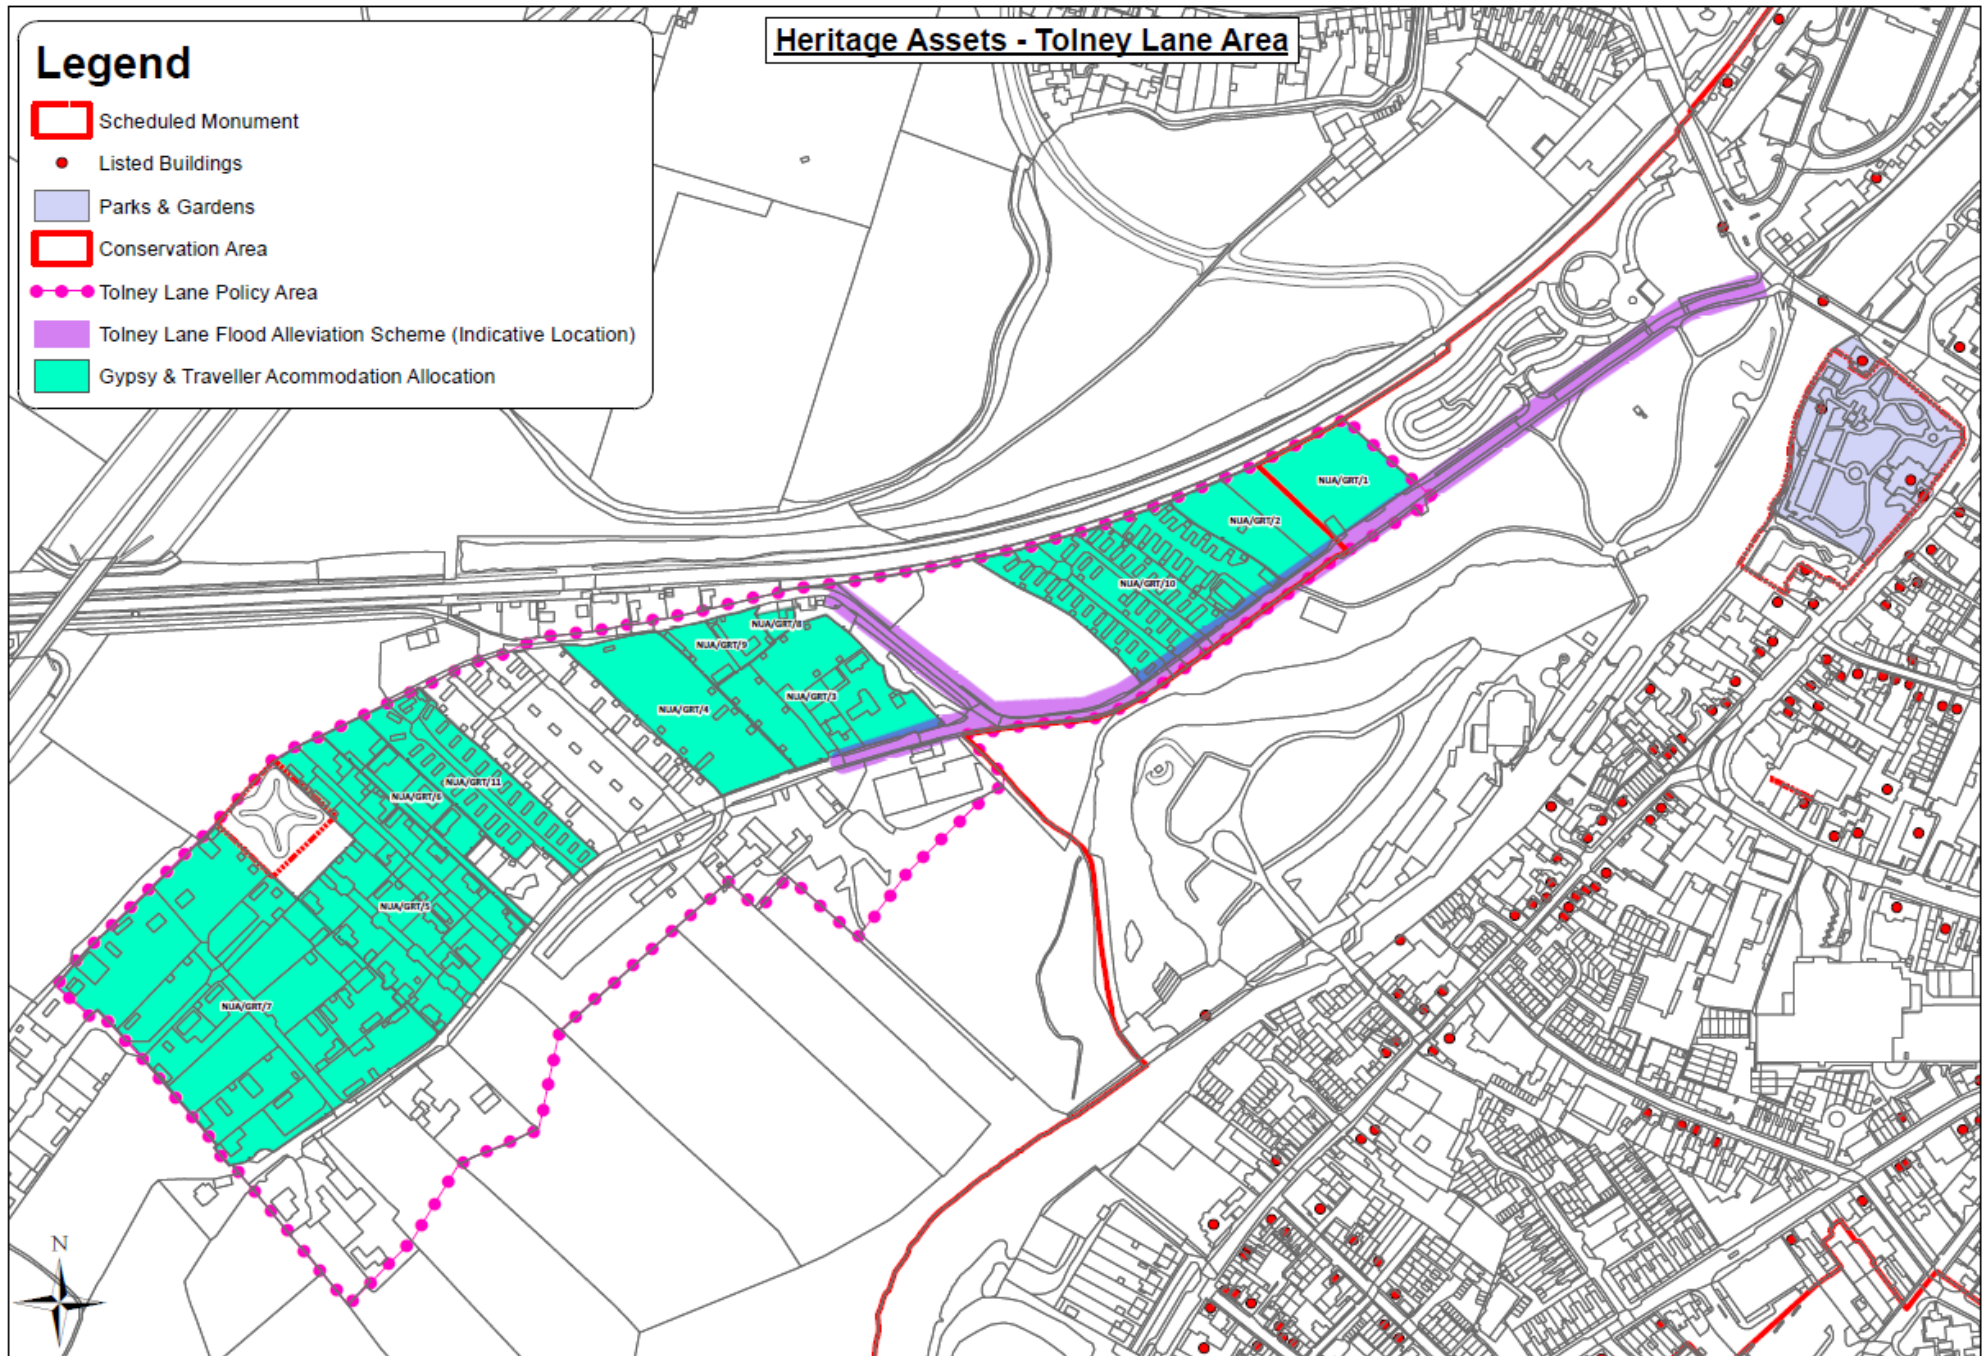 Heritage Assets - Tolney Lane Area
Legend
Scheduled Monument
Listed Buildings
Parks & Gardens
Conservation Area
Tolney Lane Policy Area
Tolney Lane Flood Alleviation Scheme (Indicative Location)
Gypsy & Traveller Acommodation Allocation
NUA/GRT/1
NUA/GRT/2
NUA/GRT/10
NUA/GRT/8
NUA/GRT/9
NUA/GRT/3
NUA/GRT/4
NUA/GRT/11
NUA/GRT/6
NUA/GRT/5
NUA/GRT/7
N